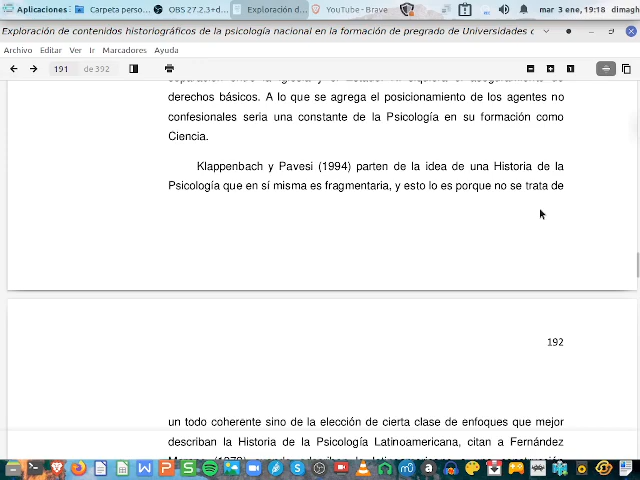 Aplicaciones
Carpeta perso...
OBS 27.2.3+d...
Exploración d...
YouTube - Brave
mar 3 ene, 19:18
dimagh
Exploración de contenidos historiográficos de la psicología nacional en la formación de pregrado de Universidades c
Archivo Editar Ver Ir Marcadores Ayuda
191 de 392
derechos básicos. A lo que se agrega el posicionamiento de los agentes no
confesionales seria una constante de la Psicología en su formación como
Ciencia.
Klappenbach y Pavesi (1994) parten de la idea de una Historia de la
Psicología que en sí misma es fragmentaria, y esto lo es porque no se trata de
192
un todo coherente sino de la elección de cierta clase de enfoques que mejor
describan la Historia de la Psicología Latinoamericana, citan a Fernández